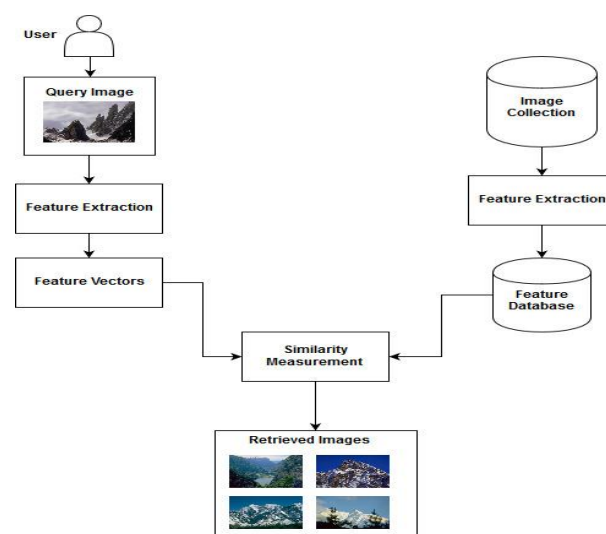 User
Query Image
Feature Extraction
Feature Vectors
Image
Collection
Feature Extraction
Feature
Database
Similarity
Measurement
Retrieved Images